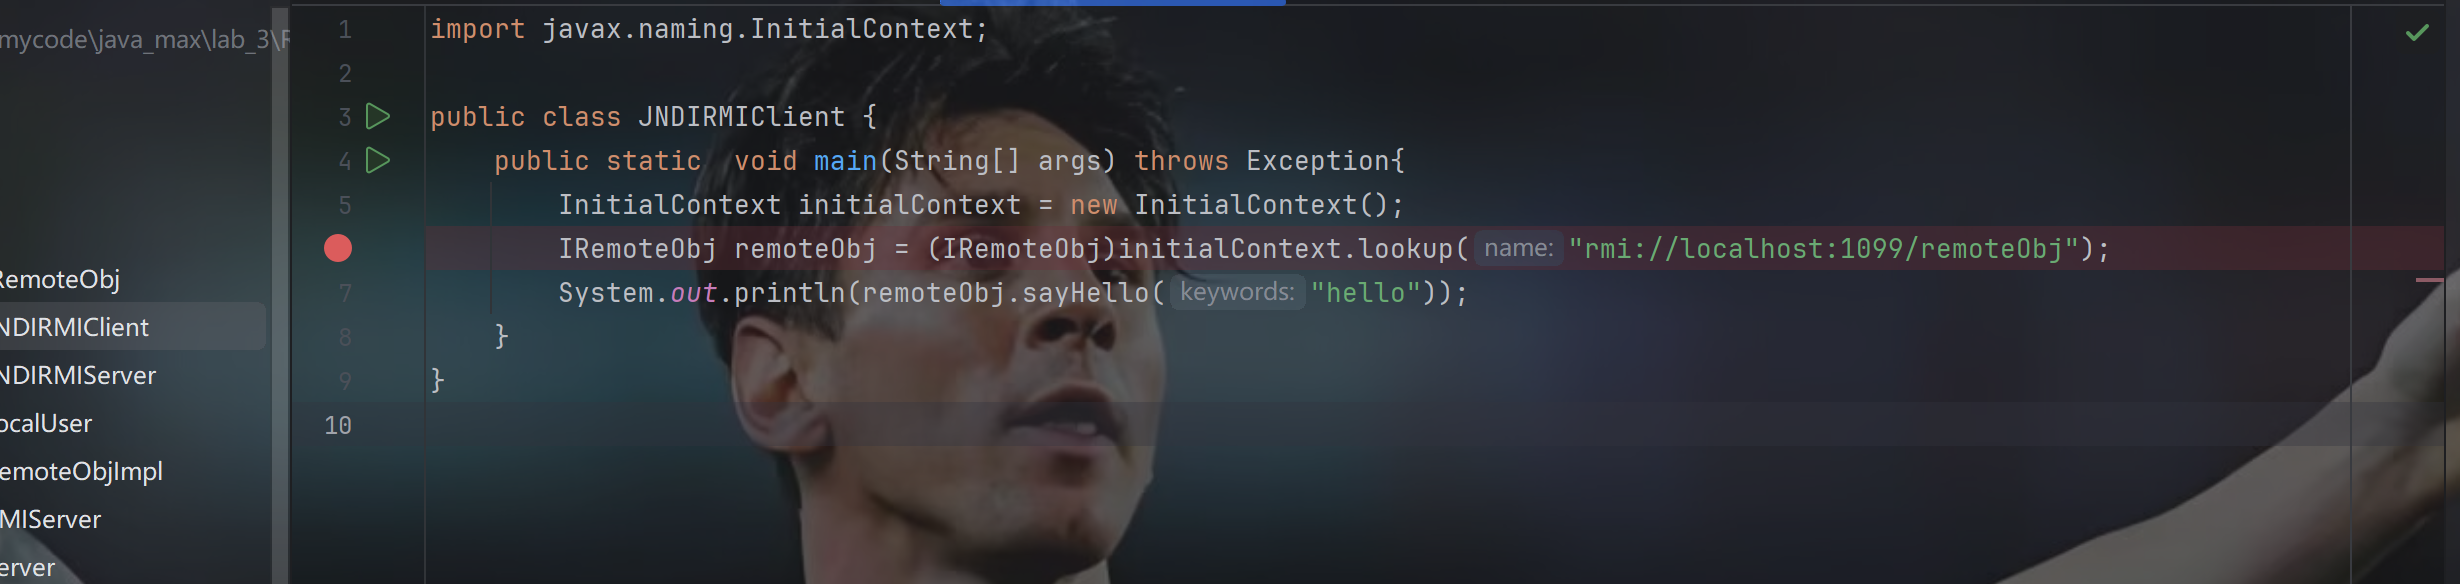 mycode\java_max\lab_3\R
RemoteObj
NDIRMIClient
NDIRMIServer
ocalUser
emoteObjImpl
MIServer
erver
1 import javax.naming.InitialContext;
2
3 public class JNDIRMIClient {
4 public static  void main(String[] args) throws Exception{
5 InitialContext initialContext = new InitialContext();
IRemoteObj remoteObj = (IRemoteObj)initialContext.lookup( name: "rmi://localhost:1099/remoteObj");
7 System.out.println(remoteObj.sayHello( keywords: "hello"));
8 }
9 }
10